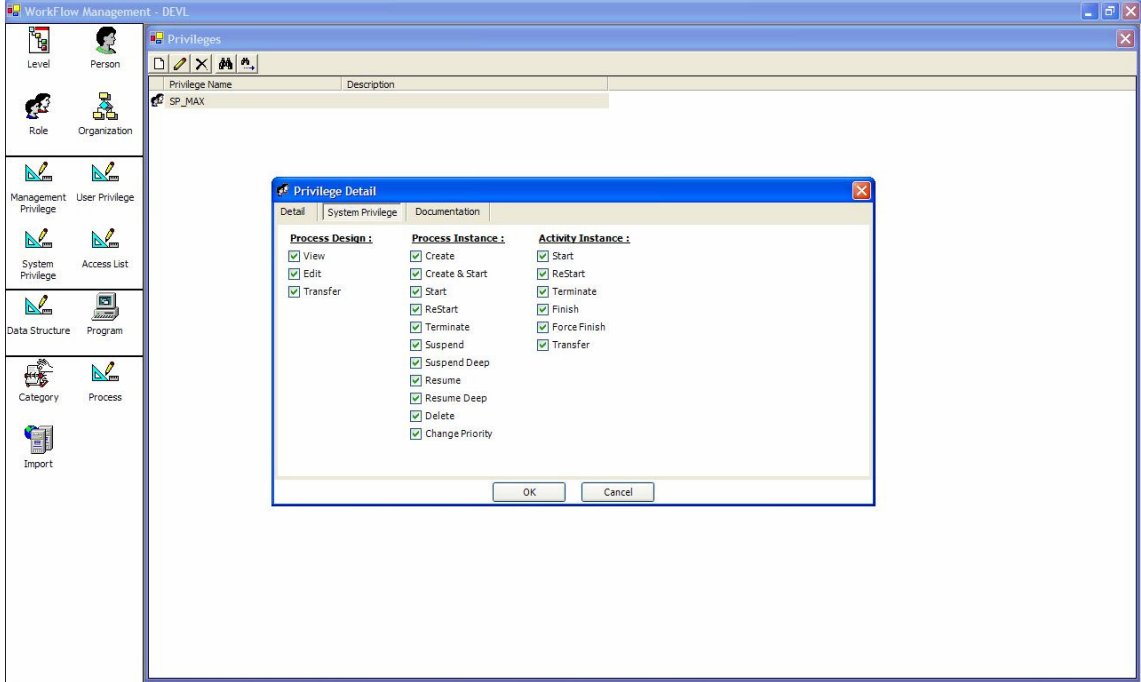 WorkFlow Management - DEVL
Level Person
Role Organization
Management Privilege User Privilege
System Privilege Access List
Data Structure Program
Category Process
Import
Privileges
Privilege Name Description
SP_MAX
Privilege Detail
Detail System Privilege Documentation
Process Design : Process Instance : Activity Instance :
View Create Start
Edit Create & Start ReStart
Transfer Start Terminate
ReStart Finish
Terminate Force Finish
Suspend Transfer
Suspend Deep
Resume
Resume Deep
Delete
Change Priority
OK Cancel